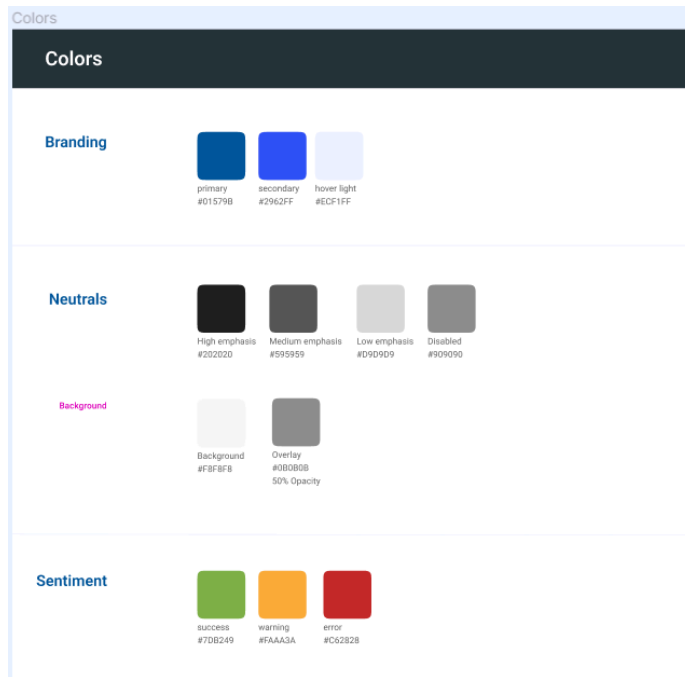 Colors
Colors
Branding
primary
#01579B
secondary
#2962FF
hover light
#ECF1FF
Neutrals
High emphasis
#202020
Medium emphasis
#595959
Low emphasis
#D9D9D9
Disabled
#909090
Background
Background
#F8F8F8
Overlay
#0B0B0B
50% Opacity
Sentiment
success
#7DB249
warning
#FAAA3A
error
#C62828